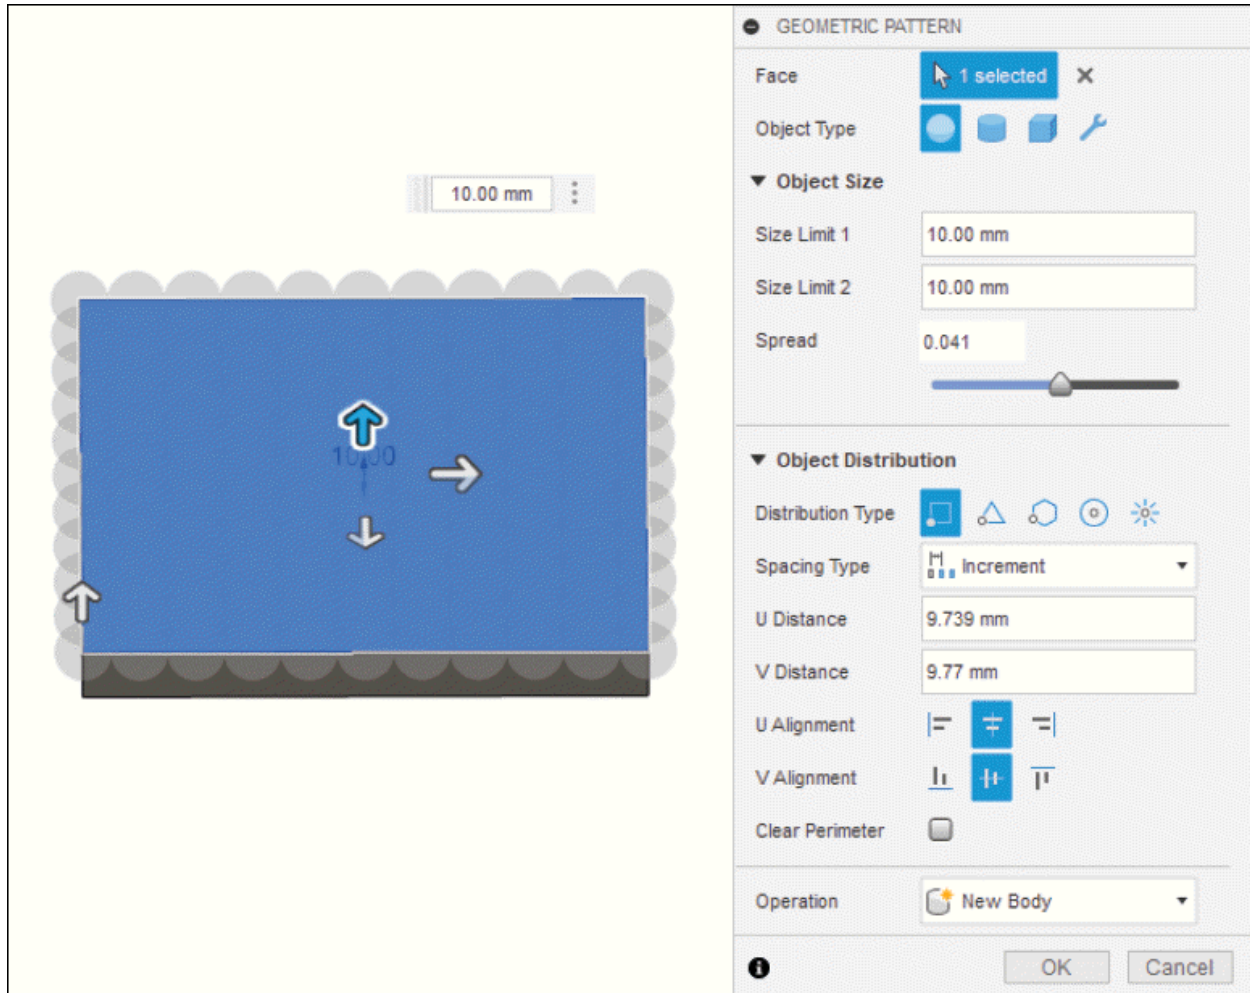 GEOMETRIC PATTERN
Face 1 selected
Object Type
Object Size
10.00 mm
Size Limit 1 10.00 mm
Size Limit 2 10.00 mm
Spread 0.041
10.00
Object Distribution
Distribution Type
Spacing Type Increment
U Distance 9.739 mm
V Distance 9.77 mm
U Alignment
V Alignment
Clear Perimeter
Operation New Body
OK Cancel